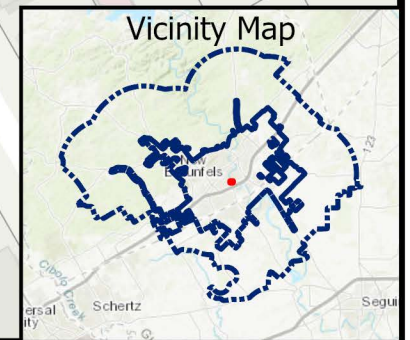 Vicinity Map
123
New
Braunfels
Cibolo Creek
Schertz
Segui
ersal
ity